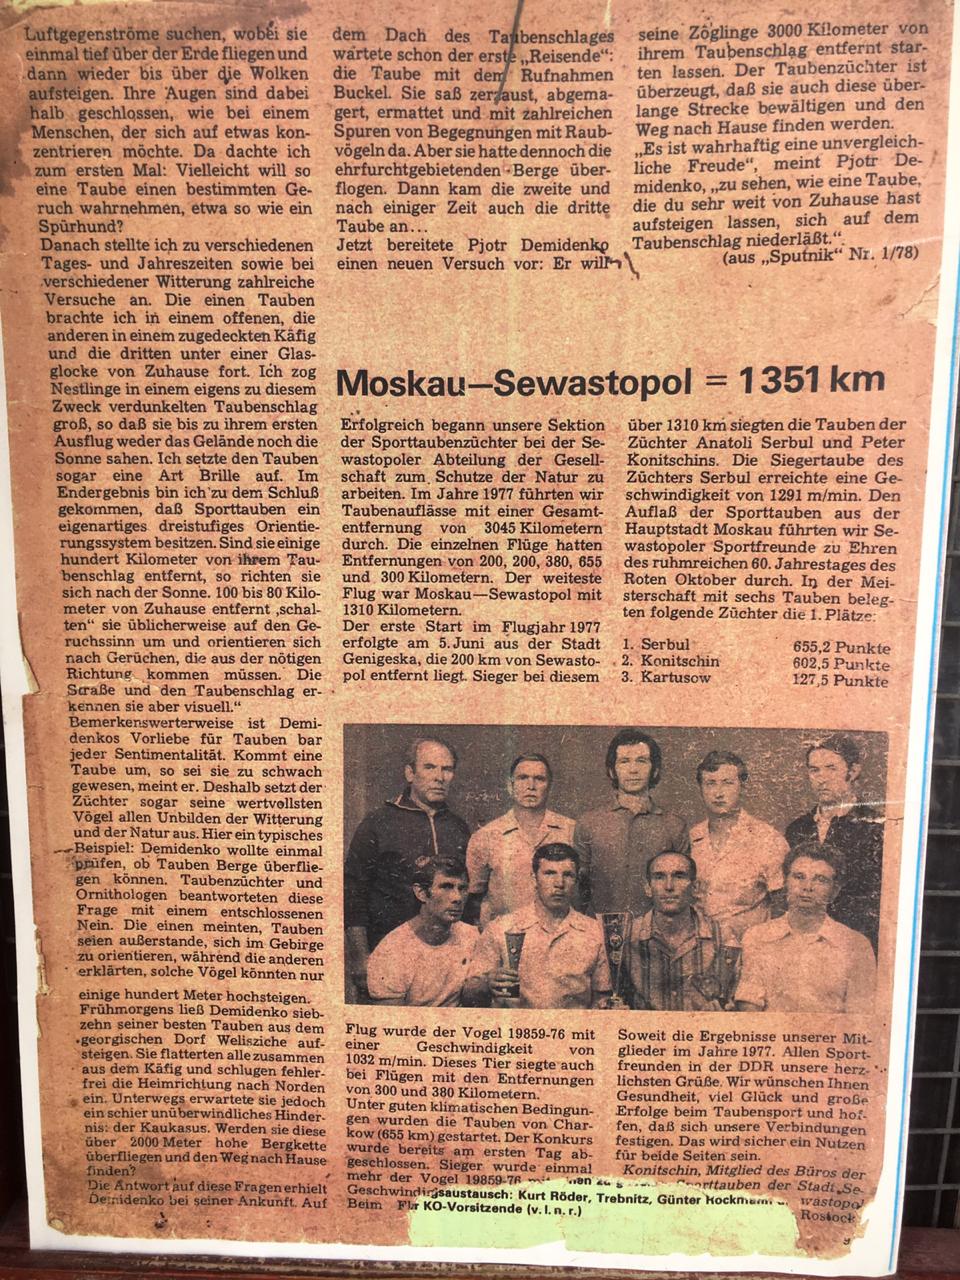 Luftgegenströme suchen, wobei sie
einmal tief über der Erde fliegen und
dann wieder bis über die Wolken
aufsteigen. Ihre Augen sind dabei
halb geschlossen, wie bei einem
Menschen, der sich auf etwas kon-
zentrieren möchte. Da dachte ich
zum ersten Mal: Vielleicht will so
eine Taube einen bestimmten Ge-
ruch wahrnehmen, etwa so wie ein
Spürhund?
Danach stellte ich zu verschiedenen
Tages- und Jahreszeiten sowie bei
verschiedener Witterung zahlreiche
Versuche an. Die einen Tauben
brachte ich in einem offenen, die
anderen in einem zugedeckten Käfig
und die dritten unter einer Glas-
glocke von Zuhause fort. Ich zog
Nestlinge in einem eigens zu diesem
Zweck verdunkelten Taubenschlag
groß, so daß sie bis zu ihrem ersten
Ausflug weder das Gelände noch die
Sonne sahen. Ich setzte den Tauben
sogar eine Art Brille auf. Im
Endergebnis bin ich zu dem Schluß
gekommen, daß Sporttauben ein
eigenartiges dreistufiges Orientie-
rungssystem besitzen. Sind sie einige
hundert Kilometer von ihrem Tau-
benschlag entfernt, so richten sie
sich nach der Sonne. 100 bis 80 Kilo-
meter von Zuhause entfernt „schal-
ten“ sie üblicherweise auf den Ge-
ruchssinn um und orientieren sich
nach Gerüchen, die aus der nötigen
Richtung kommen müssen. Die
Straße und den Taubenschlag er-
kennen sie aber visuell.“
Bemerkenswerterweise ist Demi-
denkos Vorliebe für Tauben bar
jeder Sentimentalität. Kommt eine
Taube um, so sei sie zu schwach
gewesen, meint er. Deshalb setzt der
Züchter sogar seine wertvollsten
Vögel allen Unbilden der Witterung
und der Natur aus. Hier ein typisches
Beispiel: Demidenko wollte einmal
prüfen, ob Tauben Berge überflie-
gen können. Taubenzüchter und
Ornithologen beantworteten diese
Frage mit einem entschlossenen
Nein. Die einen meinten, Tauben
seien außerstande, sich im Gebirge
zu orientieren, während die anderen
erklärten, solche Vögel könnten nur
einige hundert Meter hochsteigen.
Frühmorgens ließ Demidenko sieb-
zehn seiner besten Tauben aus dem
georgischen Dorf Welisziche auf-
steigen. Sie flatterten alle zusammen
aus dem Käfig und schlugen fehler-
frei die Heimrichtung nach Norden
ein. Unterwegs erwartete sie jedoch
ein schier unüberwindliches Hinder-
nis: der Kaukasus. Werden sie diese
über 2000 Meter hohe Bergkette
überfliegen und den Weg nach Hause
finden?
Die Antwort auf diese Fragen erhielt
Demidenko bei seiner Ankunft. Auf
dem Dach des Taubenschlages
wartete schon der erste „Reisende“:
die Taube mit dem Rufnahmen
Buckel. Sie saß zerzaust, abgema-
gert, ermattet und mit zahlreichen
Spuren von Begegnungen mit Raub-
vögeln da. Aber sie hatte dennoch die
ehrfurchtgebietenden Berge über-
flogen. Dann kam die zweite und
nach einiger Zeit auch die dritte
Taube an...
Jetzt bereitete Pjotr Demidenko
einen neuen Versuch vor: Er will
seine Zöglinge 3000 Kilometer von
ihrem Taubenschlag entfernt star-
ten lassen. Der Taubenzüchter ist
überzeugt, daß sie auch diese über-
lange Strecke bewältigen und den
Weg nach Hause finden werden.
„Es ist wahrhaftig eine unvergleich-
liche Freude“, meint Pjotr De-
midenko, „zu sehen, wie eine Taube,
die du sehr weit von Zuhause hast
aufsteigen lassen, sich auf dem
Taubenschlag niederläßt.“
(aus „Sputnik“ Nr. 1/78)
Moskau—Sewastopol = 1351 km
Erfolgreich begann unsere Sektion
der Sporttaubenzüchter bei der Se-
wastopoler Abteilung der Gesell-
schaft zum Schutze der Natur zu
arbeiten. Im Jahre 1977 führten wir
Taubenauflässe mit einer Gesamt-
entfernung von 3045 Kilometern
durch. Die einzelnen Flüge hatten
Entfernungen von 200, 200, 380, 655
und 300 Kilometern. Der weiteste
Flug war Moskau—Sewastopol mit
1310 Kilometern.
Der erste Start im Flugjahr 1977
erfolgte am 5. Juni aus der Stadt
Genigeska, die 200 km von Sewasto-
pol entfernt liegt. Sieger bei diesem
Flug wurde der Vogel 19859-76 mit
einer Geschwindigkeit von
1032 m/min. Dieses Tier siegte auch
bei Flügen mit den Entfernungen
von 300 und 380 Kilometern.
Unter guten klimatischen Bedingun-
gen wurden die Tauben von Char-
kow (655 km) gestartet. Der Konkurs
wurde bereits am ersten Tag ab-
geschlossen. Sieger wurde einmal
mehr der Vogel 19859-76
Geschwindi
Beim
über 1310 km siegten die Tauben der
Züchter Anatoli Serbul und Peter
Konitschins. Die Siegertaube des
Züchters Serbul erreichte eine Ge-
schwindigkeit von 1291 m/min. Den
Auflaß der Sporttauben aus der
Hauptstadt Moskau führten wir Se-
wastopoler Sportfreunde zu Ehren
des ruhmreichen 60. Jahrestages des
Roten Oktober durch. In der Mei-
sterschaft mit sechs Tauben beleg-
ten folgende Züchter die 1. Plätze:
1. Serbul 655,2 Punkte
2. Konitschin 602,5 Punkte
3. Kartusow 127,5 Punkte
Soweit die Ergebnisse unserer Mit-
glieder im Jahre 1977. Allen Sport-
freunden in der DDR unsere herz-
lichsten Grüße. Wir wünschen Ihnen
Gesundheit, viel Glück und große
Erfolge beim Taubensport und hof-
fen, daß sich unsere Verbindungen
festigen. Das wird sicher ein Nutzen
für beide Seiten sein.
Konitschin, Mitglied des Büros der
Sporttauben der Stadt Se-
wastopol
Rostock
saustausch: Kurt Röder, Trebnitz, Günter Rockmann
KO-Vorsitzende (v. l. n. r.)
9